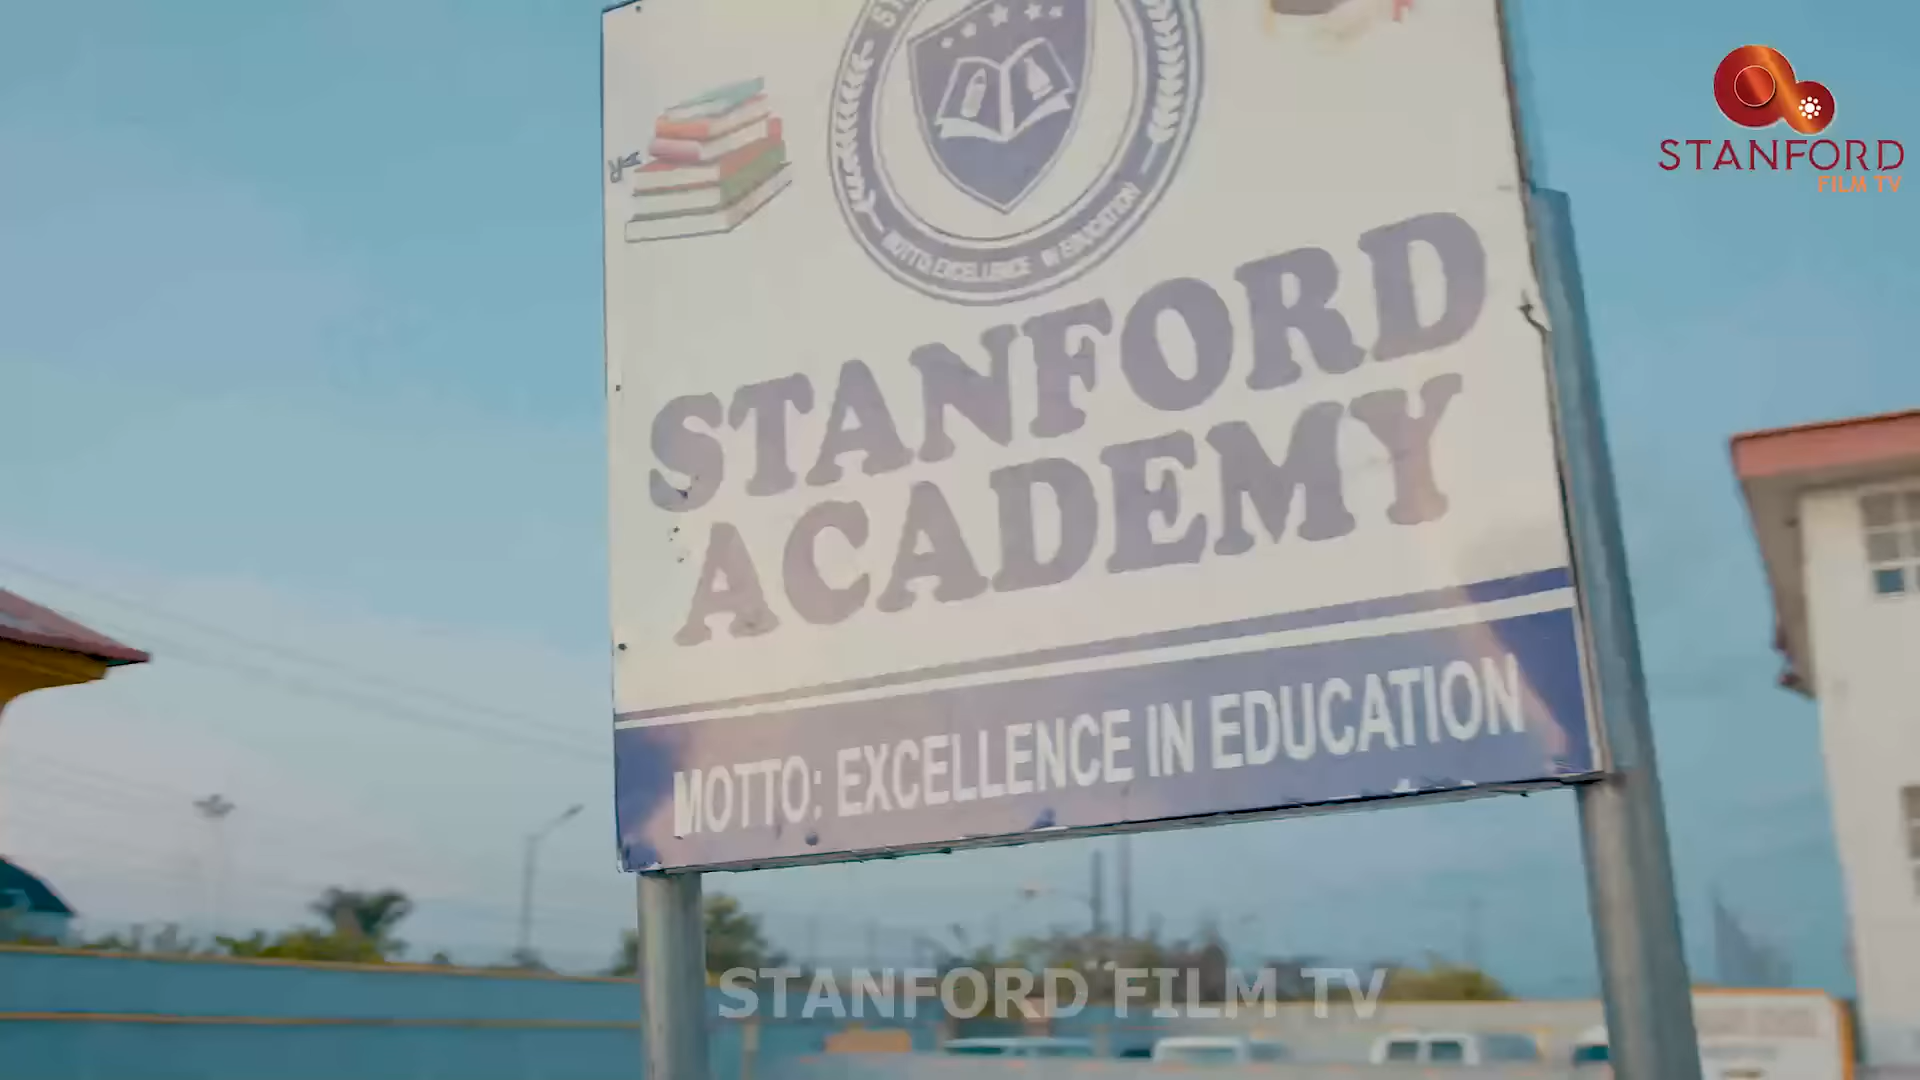 STANFORD
FILM TV
MOTTO: EXCELLENCE IN EDUCATION
STANFORD
ACADEMY
MOTTO: EXCELLENCE IN EDUCATION
STANFORD FILM TV